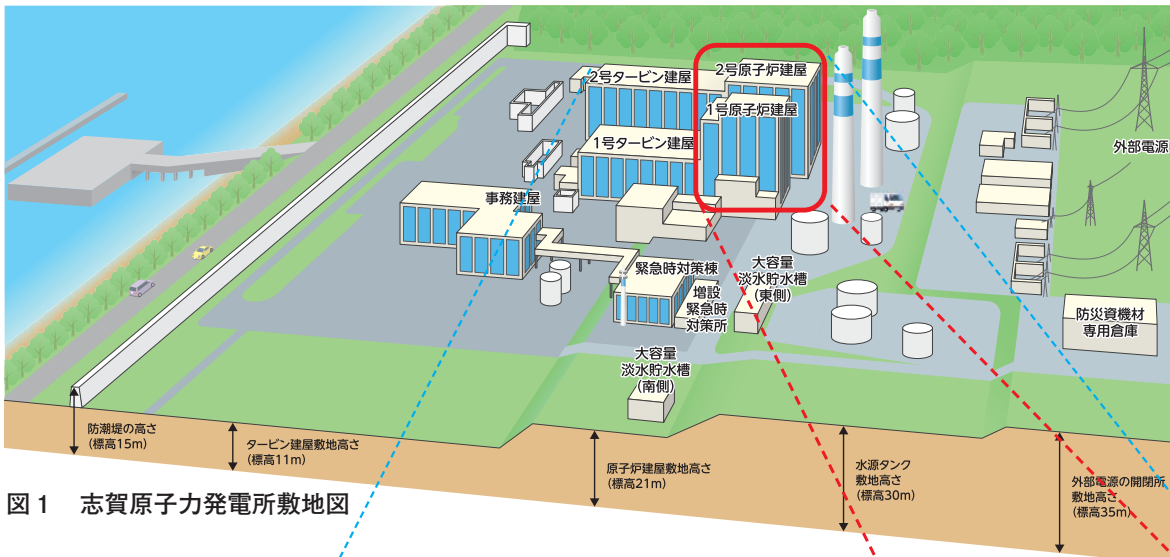 2号タービン建屋
2号原子炉建屋
1号原子炉建屋
1号タービン建屋
外部電源
事務建屋
緊急時対策棟
増設
緊急時
対策所
大容量
淡水貯水槽
(東側)
防災資機材
専用倉庫
大容量
淡水貯水槽
(南側)
防潮堤の高さ
(標高15m)
タービン建屋敷地高さ
(標高11m)
原子炉建屋敷地高さ
(標高21m)
水源タンク
敷地高さ
(標高30m)
外部電源の開閉所
敷地高さ
(標高35m)
図1 志賀原子力発電所敷地図